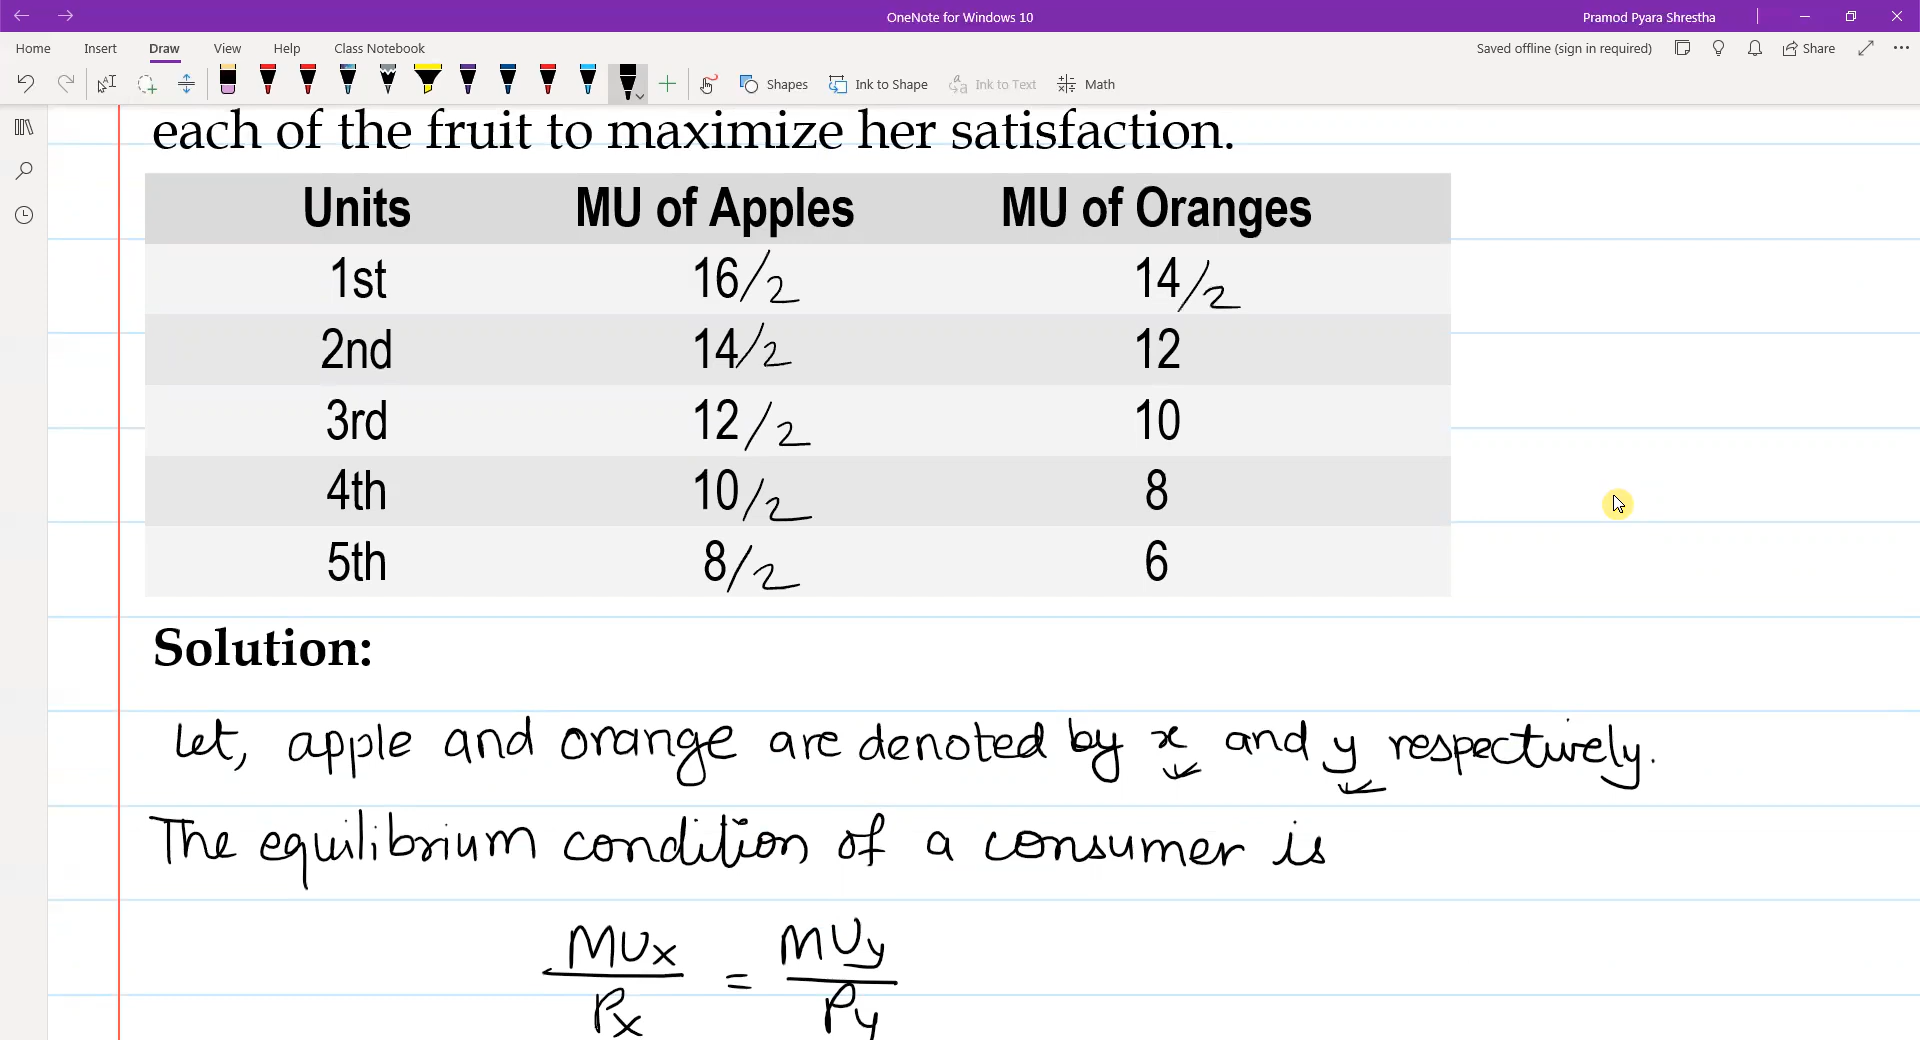 OneNote for Windows 10
Pramod Pyara Shrestha
Home Insert Draw View Help Class Notebook
Saved offline (sign in required) Share
Shapes Ink to Shape Ink to Text Math
each of the fruit to maximize her satisfaction.
Units MU of Apples MU of Oranges
1st 16/2 14/2
2nd 14/2 12
3rd 12/2 10
4th 10/2 8
5th 8/2 6
Solution:
Let, apple and orange are denoted by x and y respectively.
The equilibrium condition of a consumer is
MUx / Px = MUy / Py